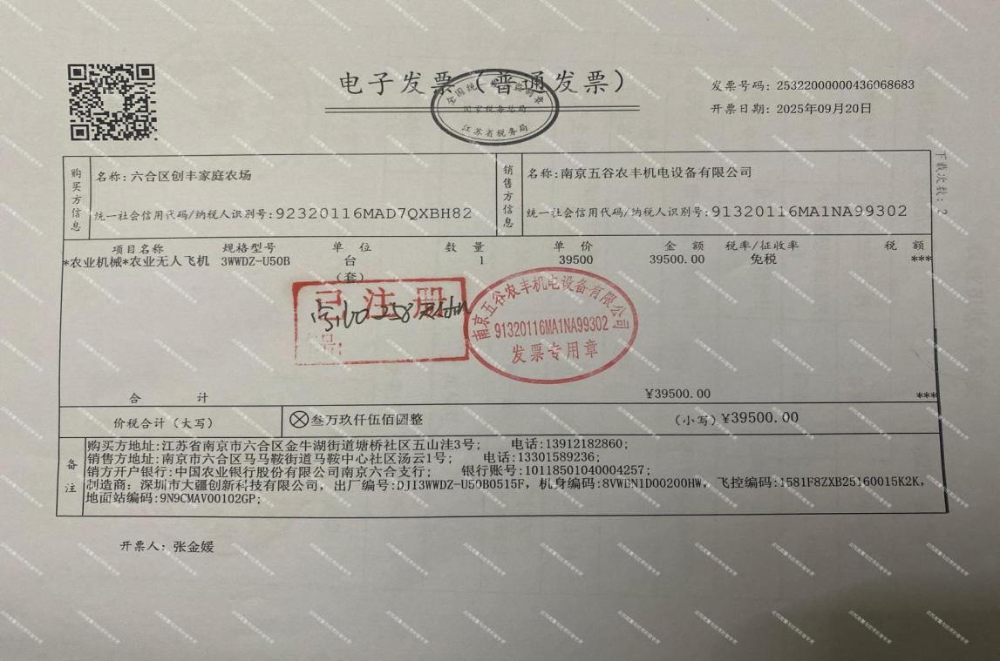 电子发票（普通发票）
全国统一发票监制章
国家税务总局
江苏省税务局
发票号码：25322000000436068683
开票日期：2025年09月20日
下载次数：2
购买方信息
名称：六合区创丰家庭农场
统一社会信用代码/纳税人识别号：92320116MAD7QXBH82
销售方信息
名称：南京五谷农丰机电设备有限公司
统一社会信用代码/纳税人识别号：91320116MA1NA99302
项目名称 规格型号 单位 数量 单价 金额 税率/征收率 税额
*农业机械*农业无人飞机 3WWDZ-U50B 台 1 39500 39500.00 免税 ***
（套）
已注册
南京五谷农丰机电设备有限公司
91320116MA1NA99302
发票专用章
合计 ¥39500.00 ***
价税合计（大写） ⊗叁万玖仟伍佰圆整 （小写）¥39500.00
备注
购买方地址：江苏省南京市六合区金牛湖街道塘桥社区五山洼3号； 电话：13912182860；
销售方地址：南京市六合区马马鞍街道马鞍中心社区汤云1号； 电话：13301589236；
销方开户银行：中国农业银行股份有限公司南京六合支行； 银行账号：10118501040004257；
制造商：深圳市大疆创新科技有限公司，出厂编号：DJI3WWDZ-U50B0515F，机身编码：8VWBN1D00200HW，飞控编码：1581F8ZXB25160015K2K，
地面站编码：9N9CMAV00102GP；
开票人：张金媛